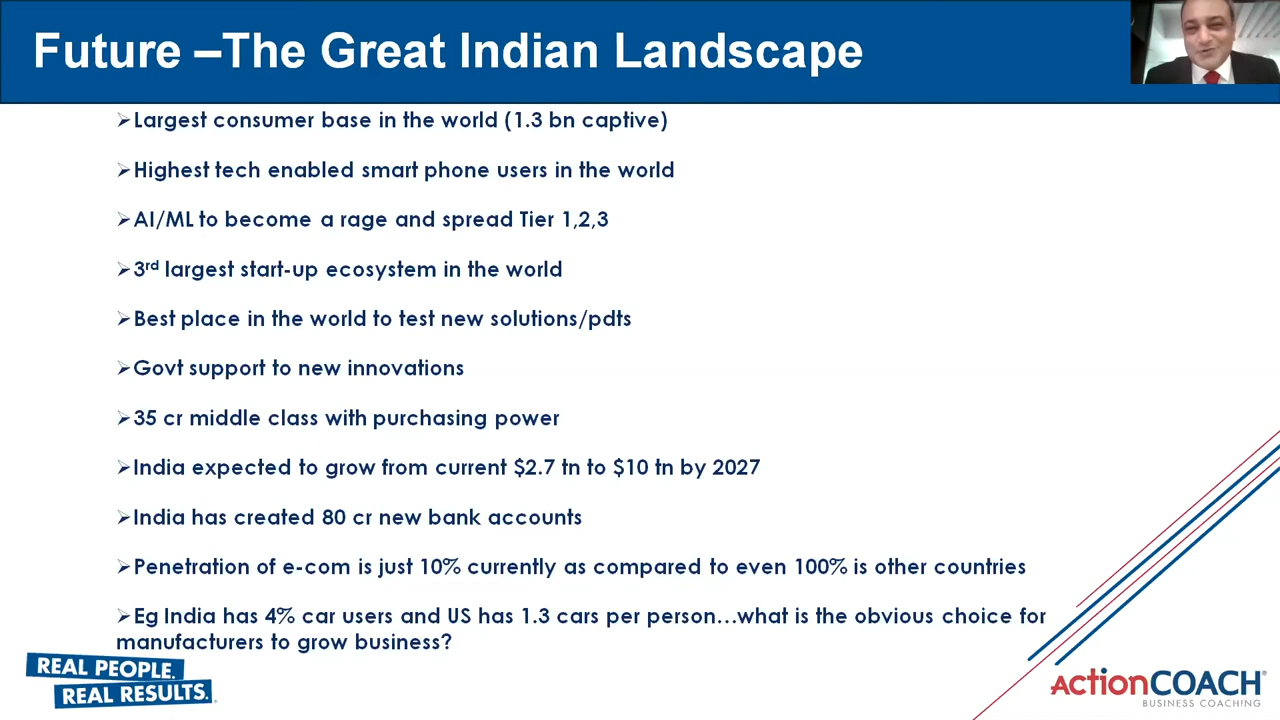 Future –The Great Indian Landscape
➢Largest consumer base in the world (1.3 bn captive)
➢Highest tech enabled smart phone users in the world
➢AI/ML to become a rage and spread Tier 1,2,3
➢3rd largest start-up ecosystem in the world
➢Best place in the world to test new solutions/pdts
➢Govt support to new innovations
➢35 cr middle class with purchasing power
➢India expected to grow from current $2.7 tn to $10 tn by 2027
➢India has created 80 cr new bank accounts
➢Penetration of e-com is just 10% currently as compared to even 100% is other countries
➢Eg India has 4% car users and US has 1.3 cars per person...what is the obvious choice for
manufacturers to grow business?
REAL PEOPLE.
REAL RESULTS.
ActionCOACH
BUSINESS COACHING